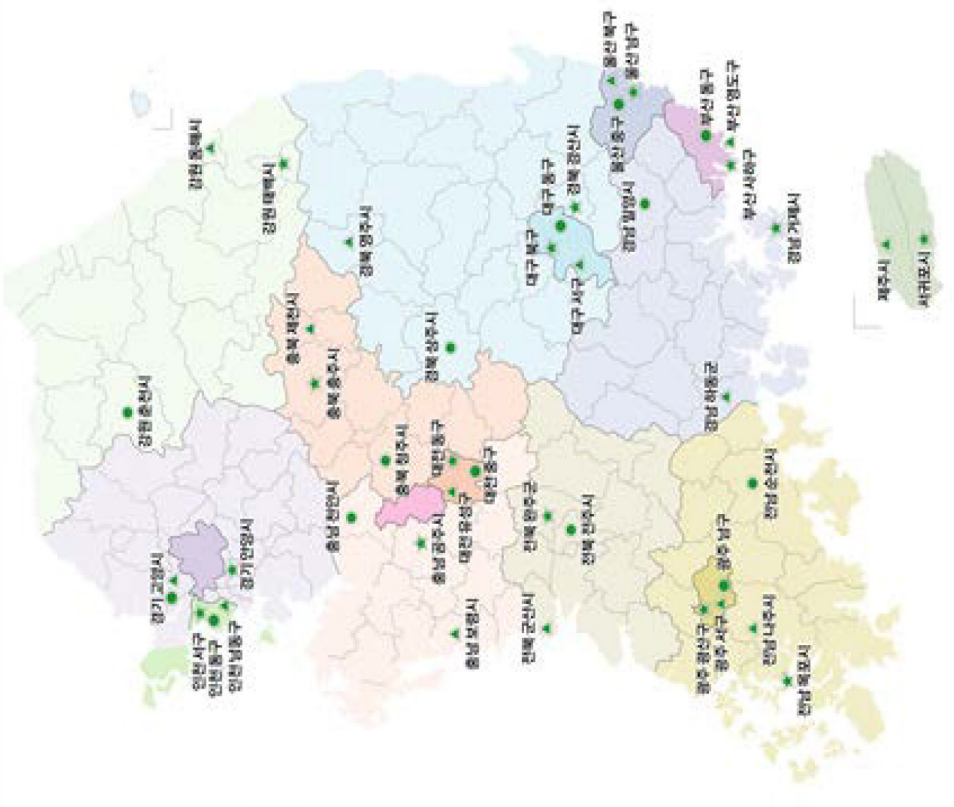 울산북구
울산남구
울산중구
부산동구
부산영도구
부산사하구
경남거제시
경남밀양시
경북경산시
대구동구
대구북구
대구서구
서귀포시
제주시
강원동해시
강원태백시
경북영주시
경북상주시
충북제천시
충북충주시
충북청주시
강원춘천시
경남하동군
전남순천시
대전동구
대전중구
대전유성구
충남천안시
충남공주시
충남보령시
전북완주군
전북전주시
전북군산시
광주남구
광주서구
광주광산구
전남나주시
전남목포시
경기안양시
경기고양시
인천남동구
인천동구
인천서구